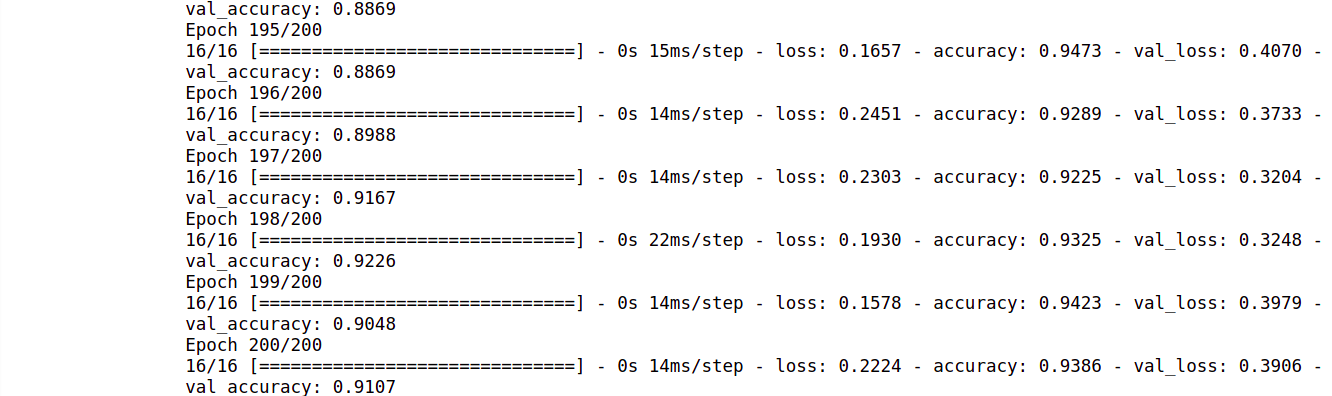 val_accuracy: 0.8869
Epoch 195/200
16/16 [==============================] - 0s 15ms/step - loss: 0.1657 - accuracy: 0.9473 - val_loss: 0.4070 -
val_accuracy: 0.8869
Epoch 196/200
16/16 [==============================] - 0s 14ms/step - loss: 0.2451 - accuracy: 0.9289 - val_loss: 0.3733 -
val_accuracy: 0.8988
Epoch 197/200
16/16 [==============================] - 0s 14ms/step - loss: 0.2303 - accuracy: 0.9225 - val_loss: 0.3204 -
val_accuracy: 0.9167
Epoch 198/200
16/16 [==============================] - 0s 22ms/step - loss: 0.1930 - accuracy: 0.9325 - val_loss: 0.3248 -
val_accuracy: 0.9226
Epoch 199/200
16/16 [==============================] - 0s 14ms/step - loss: 0.1578 - accuracy: 0.9423 - val_loss: 0.3979 -
val_accuracy: 0.9048
Epoch 200/200
16/16 [==============================] - 0s 14ms/step - loss: 0.2224 - accuracy: 0.9386 - val_loss: 0.3906 -
val_accuracy: 0.9107